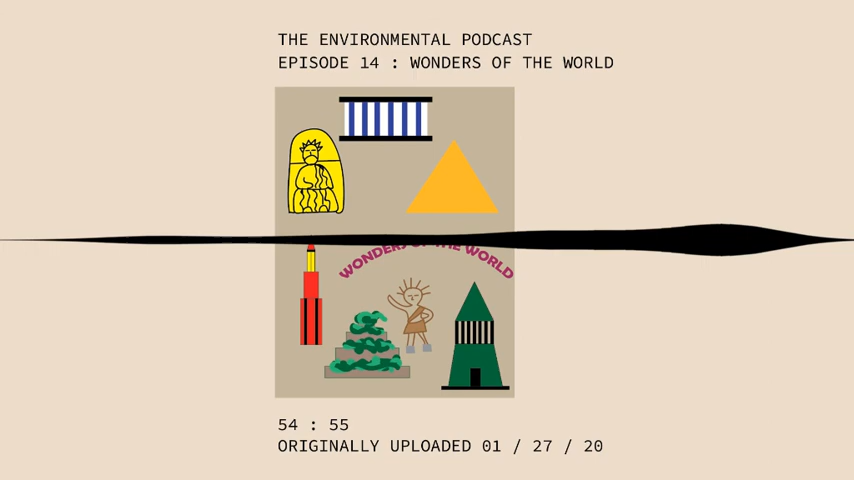 THE ENVIRONMENTAL PODCAST
EPISODE 14 : WONDERS OF THE WORLD
WONDERS OF THE WORLD
54 : 55
ORIGINALLY UPLOADED 01 / 27 / 20